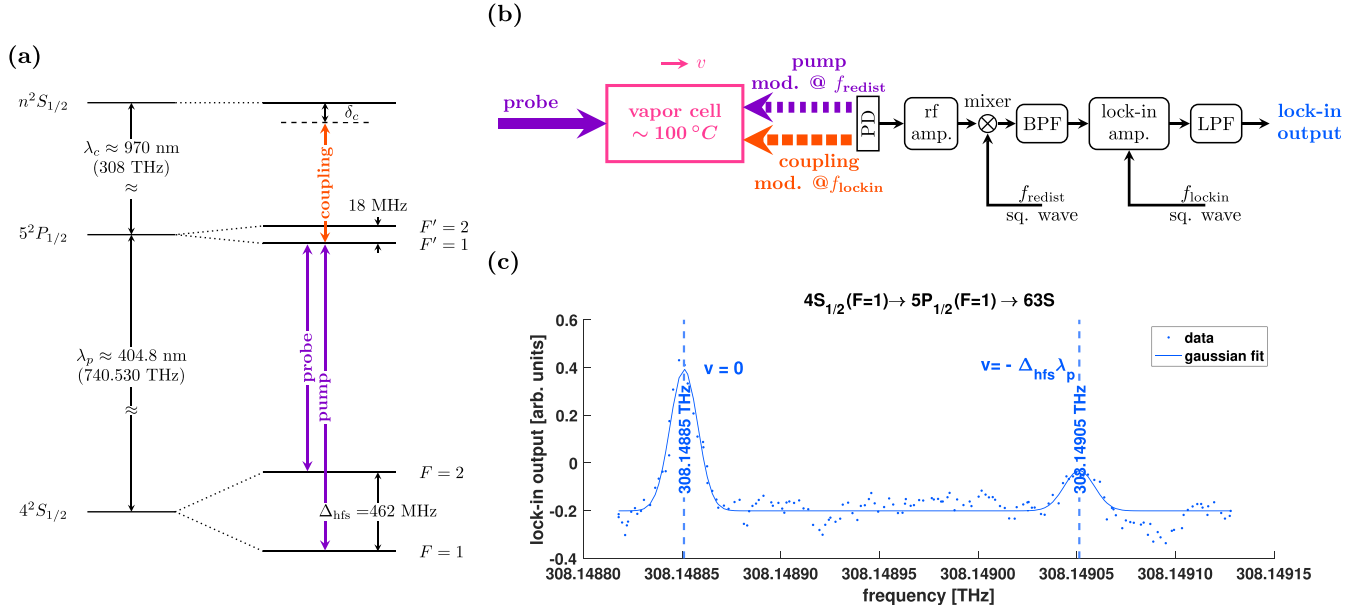 (a)
n²S₁/₂
δc
λc ≈ 970 nm
(308 THz)
≈
coupling
18 MHz
F′ = 2
5²P₁/₂
F′ = 1
λp ≈ 404.8 nm
(740.530 THz)
≈
probe
pump
F = 2
4²S₁/₂
Δhfs =462 MHz
F = 1
(b)
v
probe
vapor cell
∼ 100 °C
pump
mod. @ fredist
coupling
mod. @flockin
PD
rf
amp.
mixer
BPF
lock-in
amp.
LPF
lock-in
output
fredist
sq. wave
flockin
sq. wave
(c)
4S1/2(F=1)→ 5P1/2(F=1) → 63S
lock-in output [arb. units]
0.6
0.4
0.2
0
-0.2
-0.4
v = 0
308.14885 THz
v= - Δhfsλp
308.14905 THz
data
gaussian fit
308.14880
308.14885
308.14890
308.14895
308.14900
308.14905
308.14910
308.14915
frequency [THz]